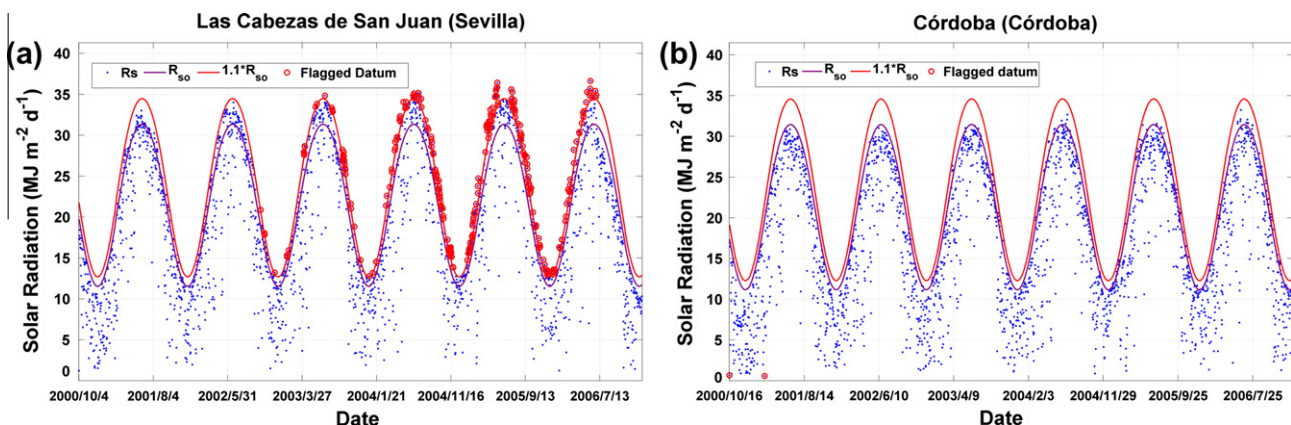 Las Cabezas de San Juan (Sevilla)
(a)
Rs Rso 1.1*Rso Flagged Datum
Solar Radiation (MJ m-2 d-1)
40
35
30
25
20
15
10
5
0
2000/10/4 2001/8/4 2002/5/31 2003/3/27 2004/1/21 2004/11/16 2005/9/13 2006/7/13
Date
Córdoba (Córdoba)
(b)
Rs Rso 1.1*Rso Flagged datum
Solar Radiation (MJ m-2 d-1)
40
35
30
25
20
15
10
5
0
2000/10/16 2001/8/14 2002/6/10 2003/4/9 2004/2/3 2004/11/29 2005/9/25 2006/7/25
Date